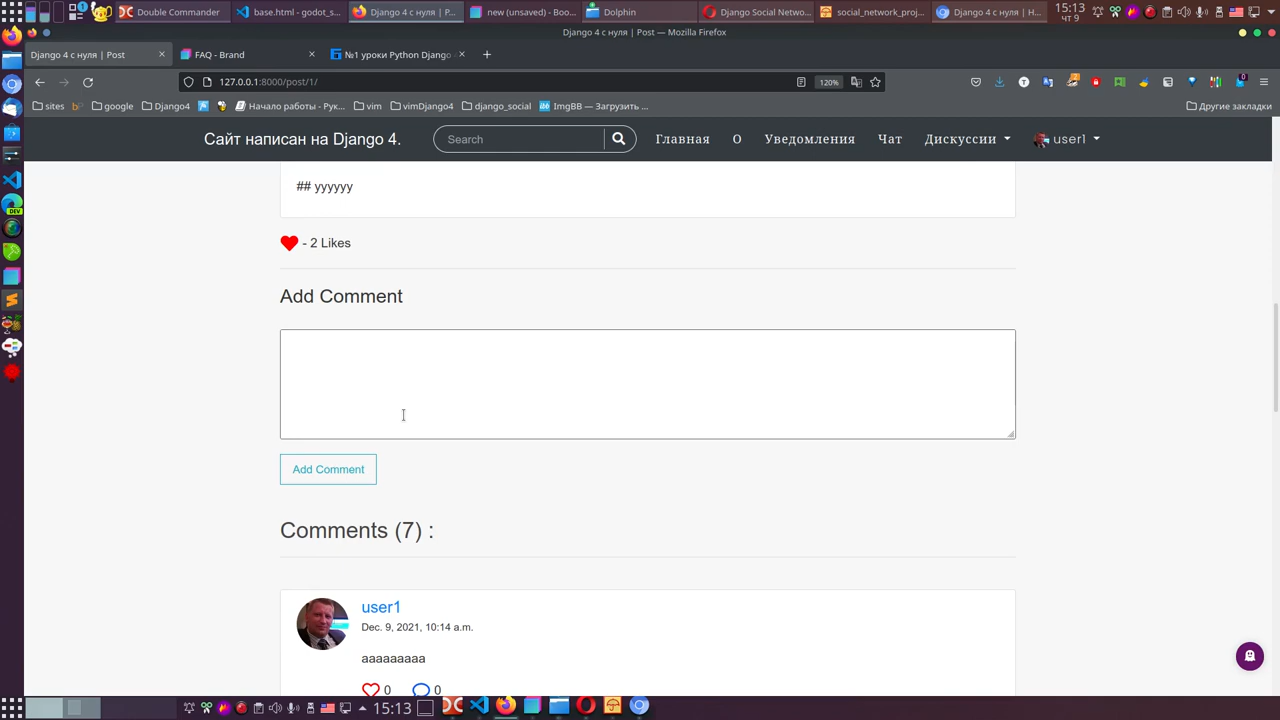 Double Commander
base.html - godot_s...
Django 4 с нуля | P...
new (unsaved) - Boo...
Dolphin
Django Social Netwo...
social_network_proj...
Django 4 с нуля | Н...
15:13
ЧТ 9
Django 4 с нуля | Post — Mozilla Firefox
Django 4 с нуля | Post
FAQ - Brand
№1 уроки Python Django
127.0.0.1:8000/post/1/
120%
0
sites
google
Django4
Начало работы - Рук...
vim
vimDjango4
django_social
ImgBB — Загрузить ...
Другие закладки
Сайт написан на Django 4.
Search
Главная
О
Уведомления
Чат
Дискуссии
user1
## yyyyyy
- 2 Likes
Add Comment
Add Comment
Comments (7) :
user1
Dec. 9, 2021, 10:14 a.m.
aaaaaaaaa
0
0
DEV
15:13